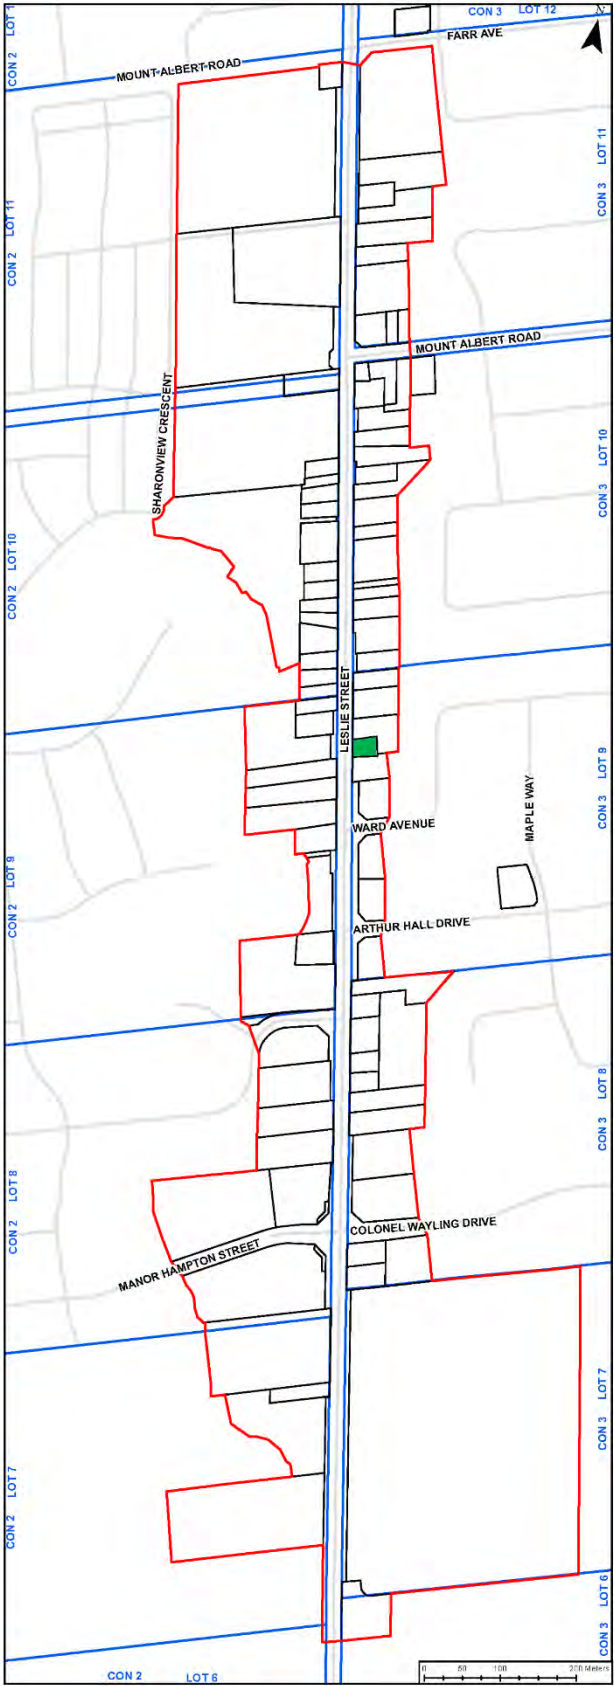 CON 3 LOT 12
N
FARR AVE
CON 2 LOT 1
MOUNT ALBERT ROAD
CON 3 LOT 11
CON 2 LOT 11
MOUNT ALBERT ROAD
SHARONVIEW CRESCENT
CON 3 LOT 10
CON 2 LOT 10
LESLIE STREET
CON 3 LOT 9
MAPLE WAY
WARD AVENUE
CON 2 LOT 9
ARTHUR HALL DRIVE
CON 3 LOT 8
CON 2 LOT 8
COLONEL WAYLING DRIVE
MANOR HAMPTON STREET
CON 3 LOT 7
CON 2 LOT 7
CON 3 LOT 6
0 50 100 200 Meters
CON 2 LOT 6